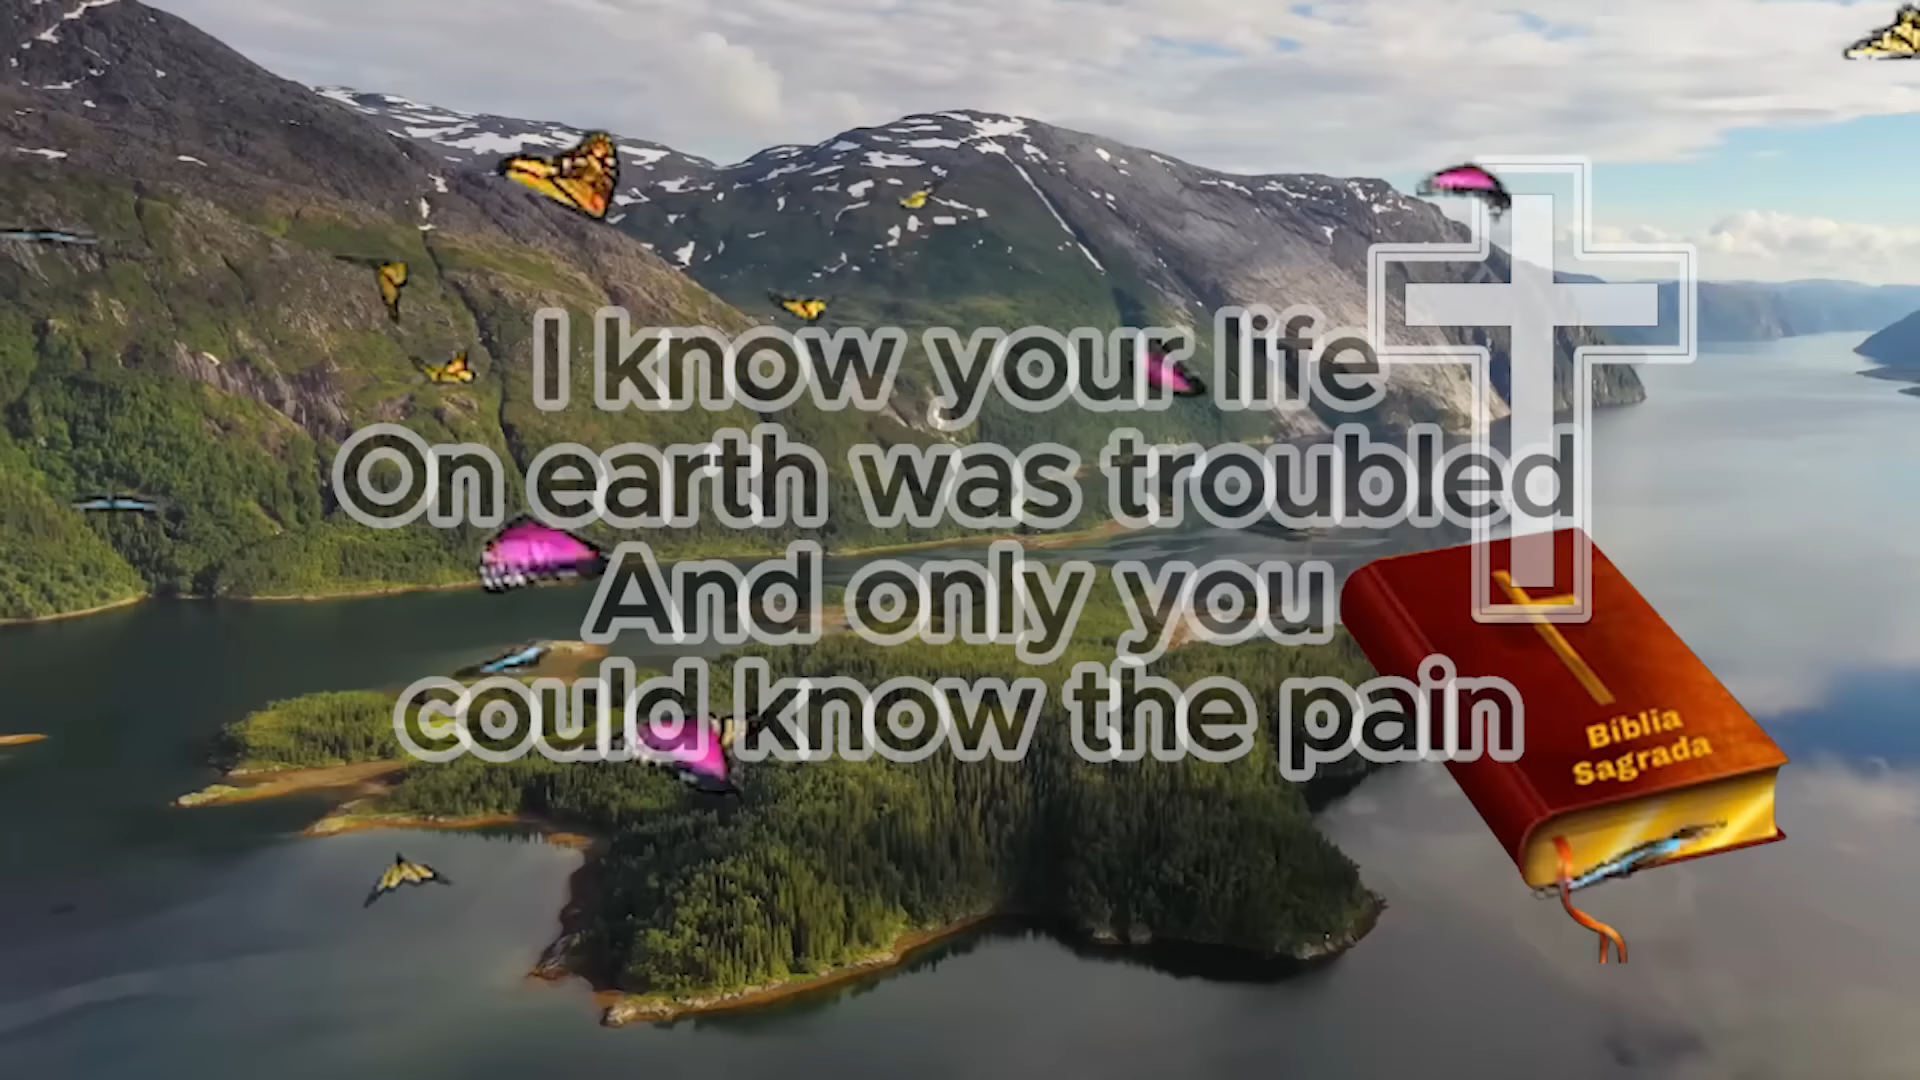 I know your life
On earth was troubled
And only you
could know the pain
Bíblia
Sagrada